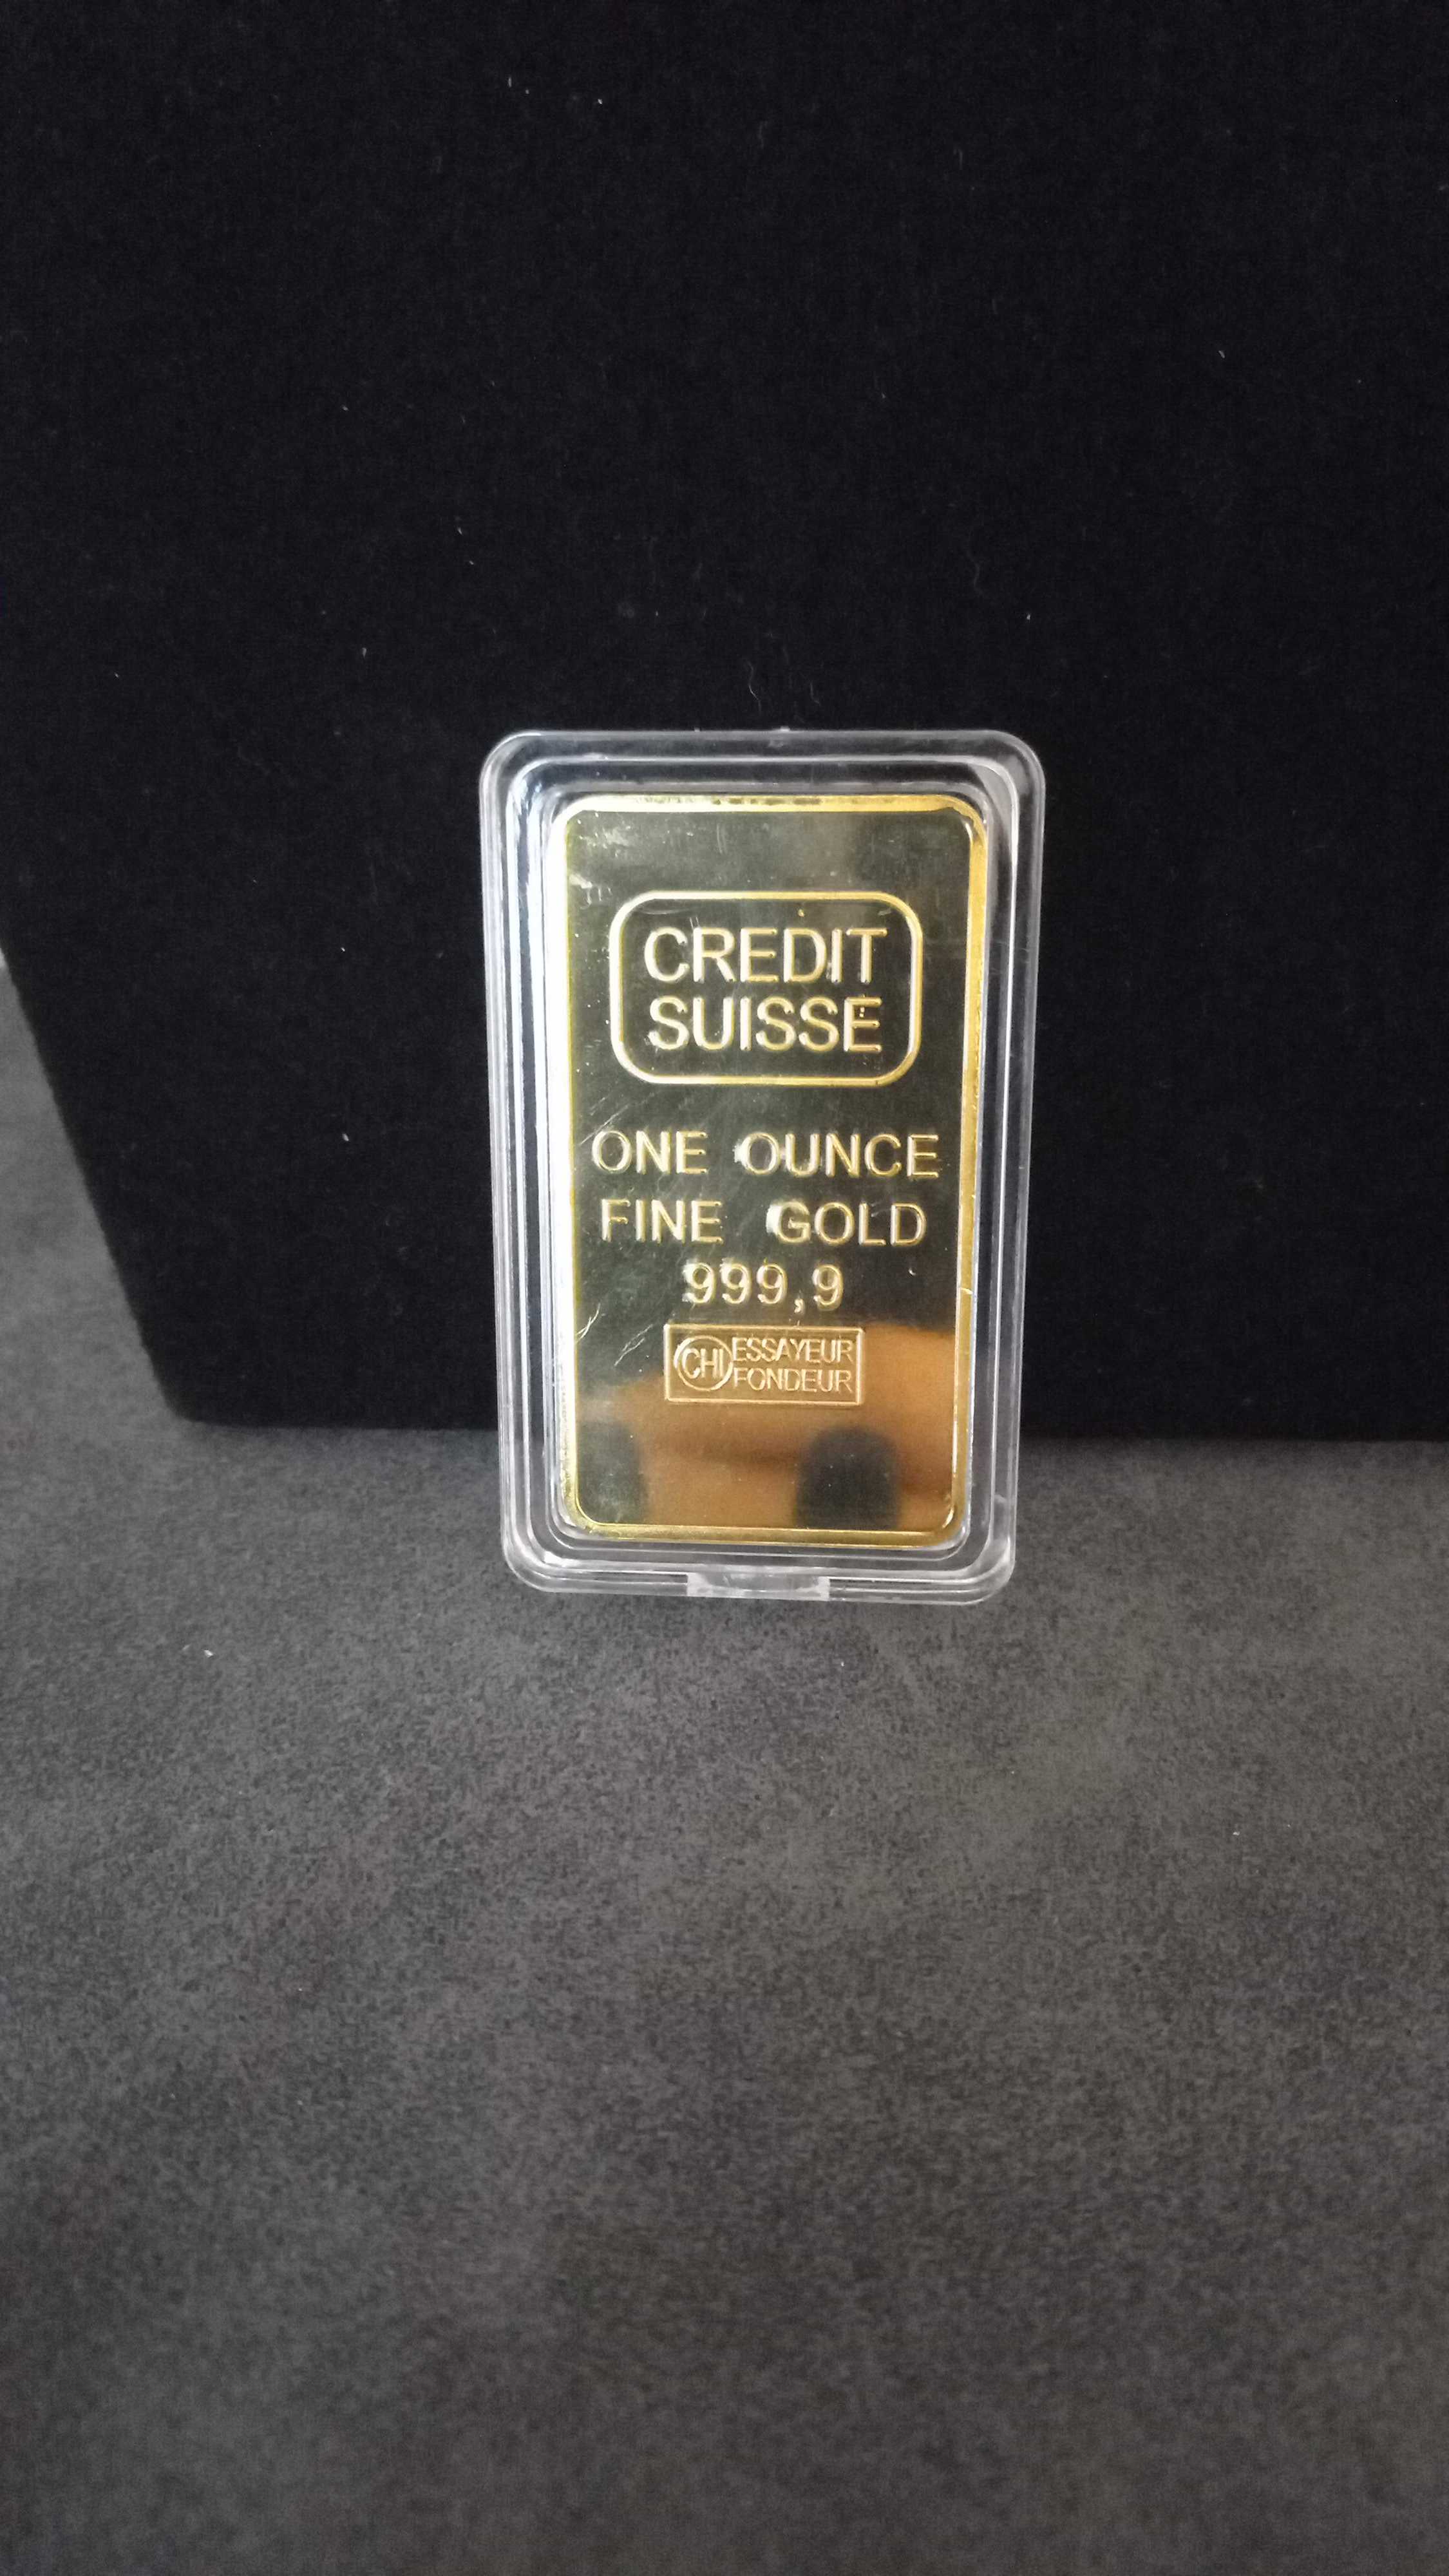 CREDIT
SUISSE
ONE OUNCE
FINE GOLD
999,9
CHI ESSAYEUR
FONDEUR